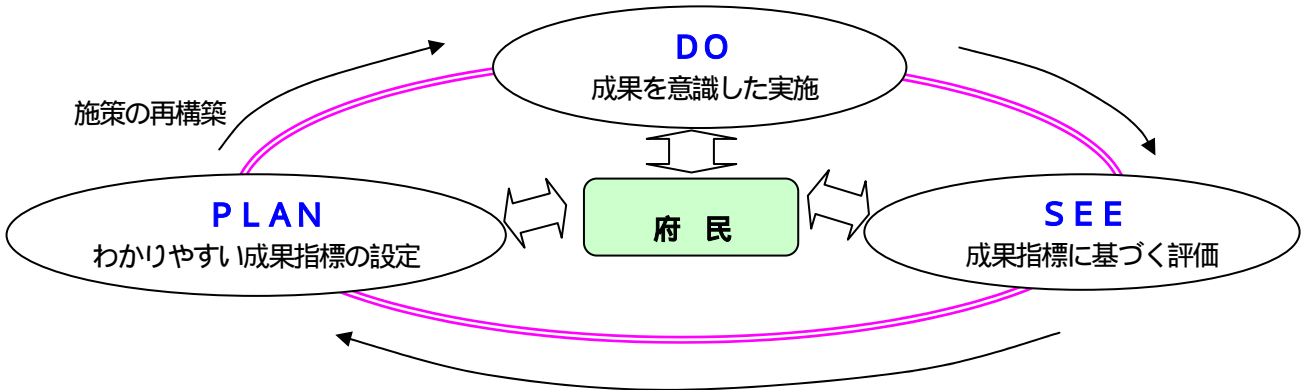 DO
成果を意識した実施
施策の再構築
PLAN
わかりやすい成果指標の設定
府 民
SEE
成果指標に基づく評価